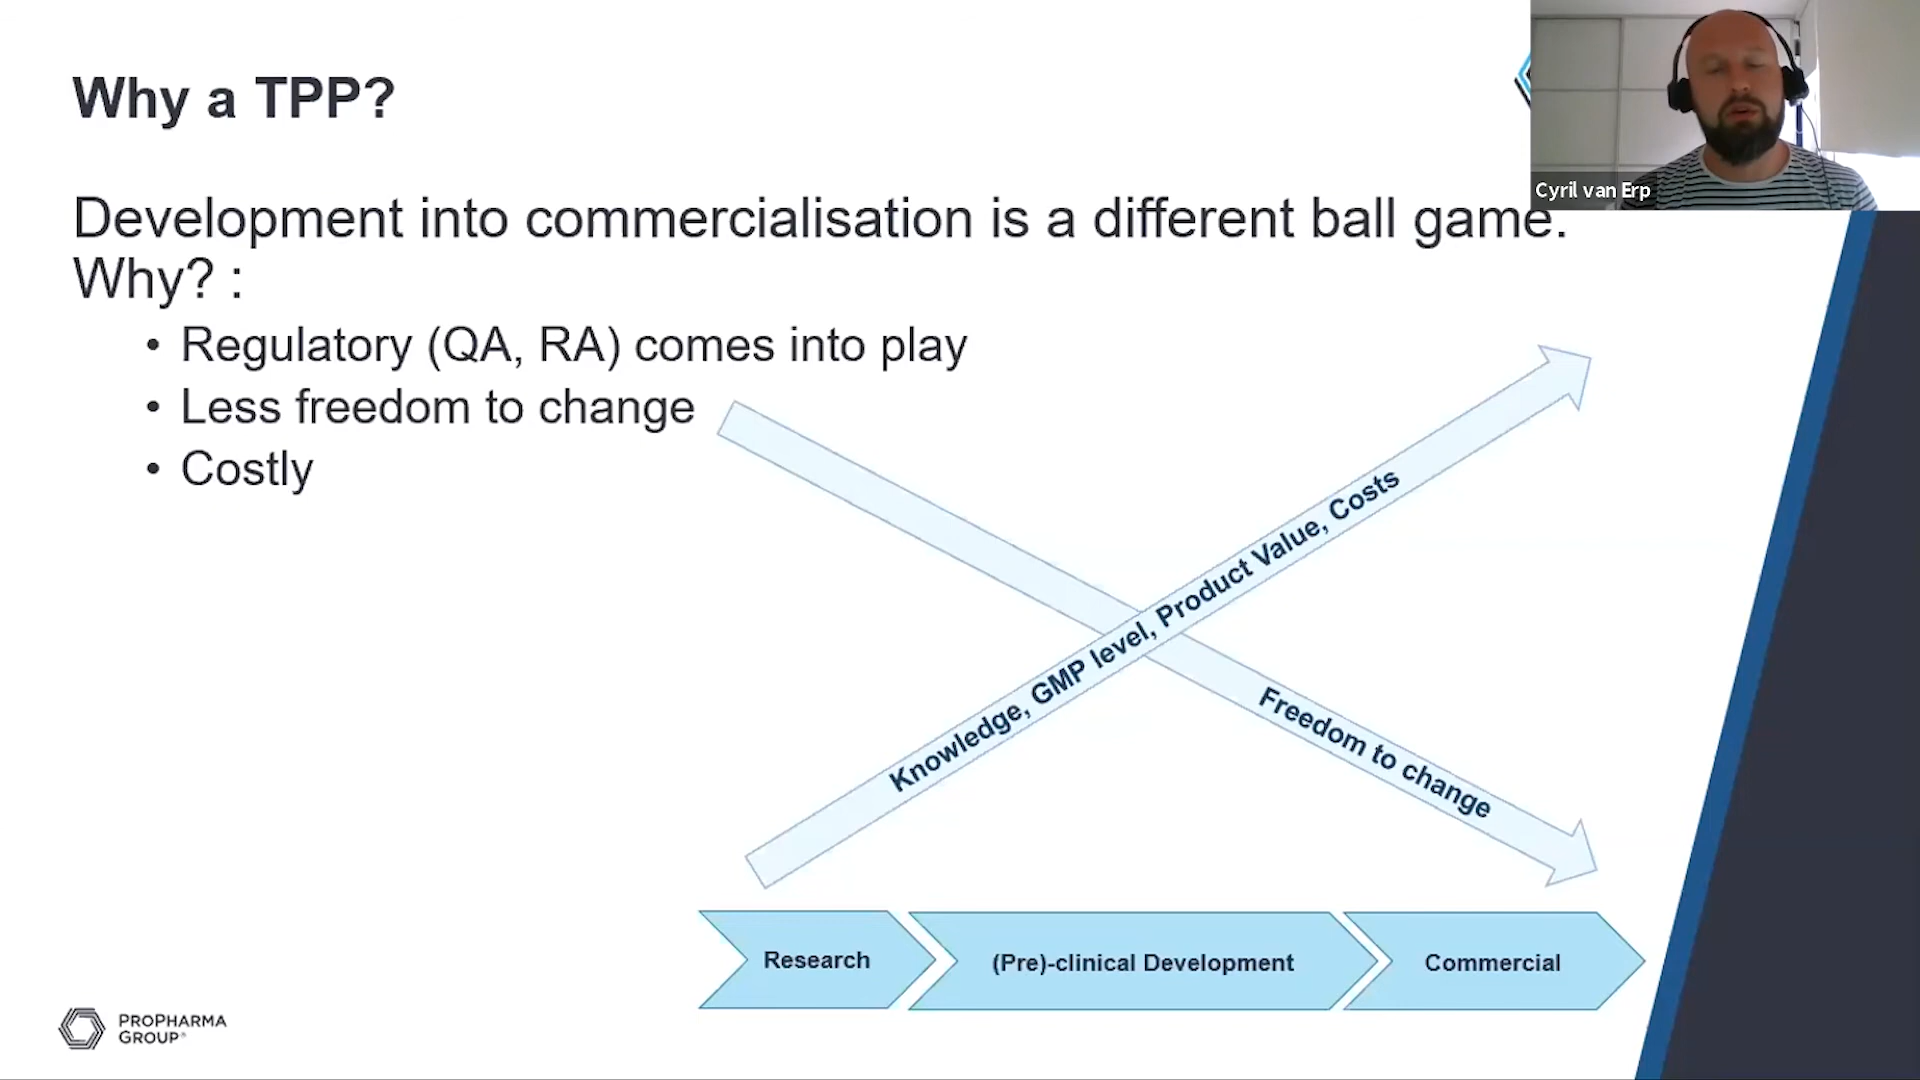 Why a TPP?
Cyril van Erp
Development into commercialisation is a different ball game.
Why? :
• Regulatory (QA, RA) comes into play
• Less freedom to change
• Costly
Knowledge, GMP level, Product Value, Costs
Freedom to change
Research
(Pre)-clinical Development
Commercial
PROPHARMA
GROUP®